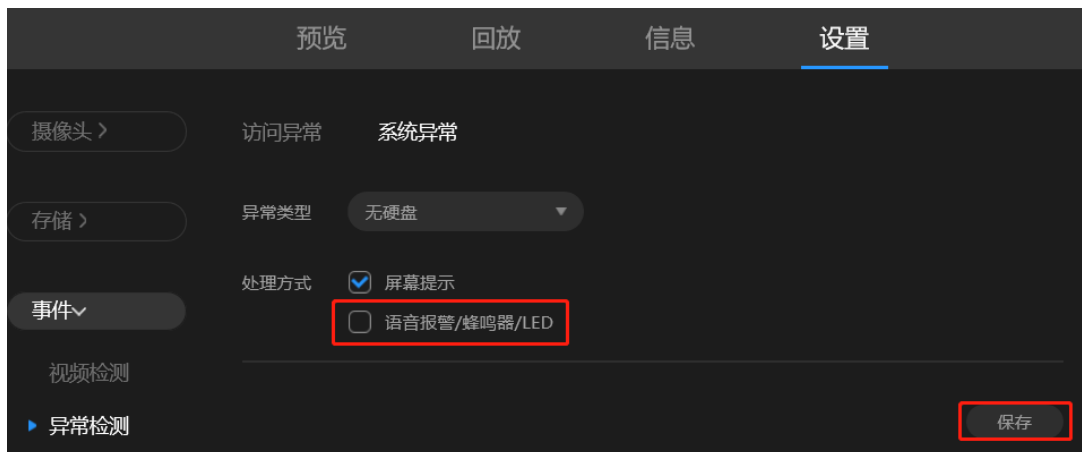 预览 回放 信息 设置
摄像头 访问异常 系统异常
存储 异常类型 无硬盘
处理方式 屏幕提示
事件 语音报警/蜂鸣器/LED
视频检测
异常检测 保存